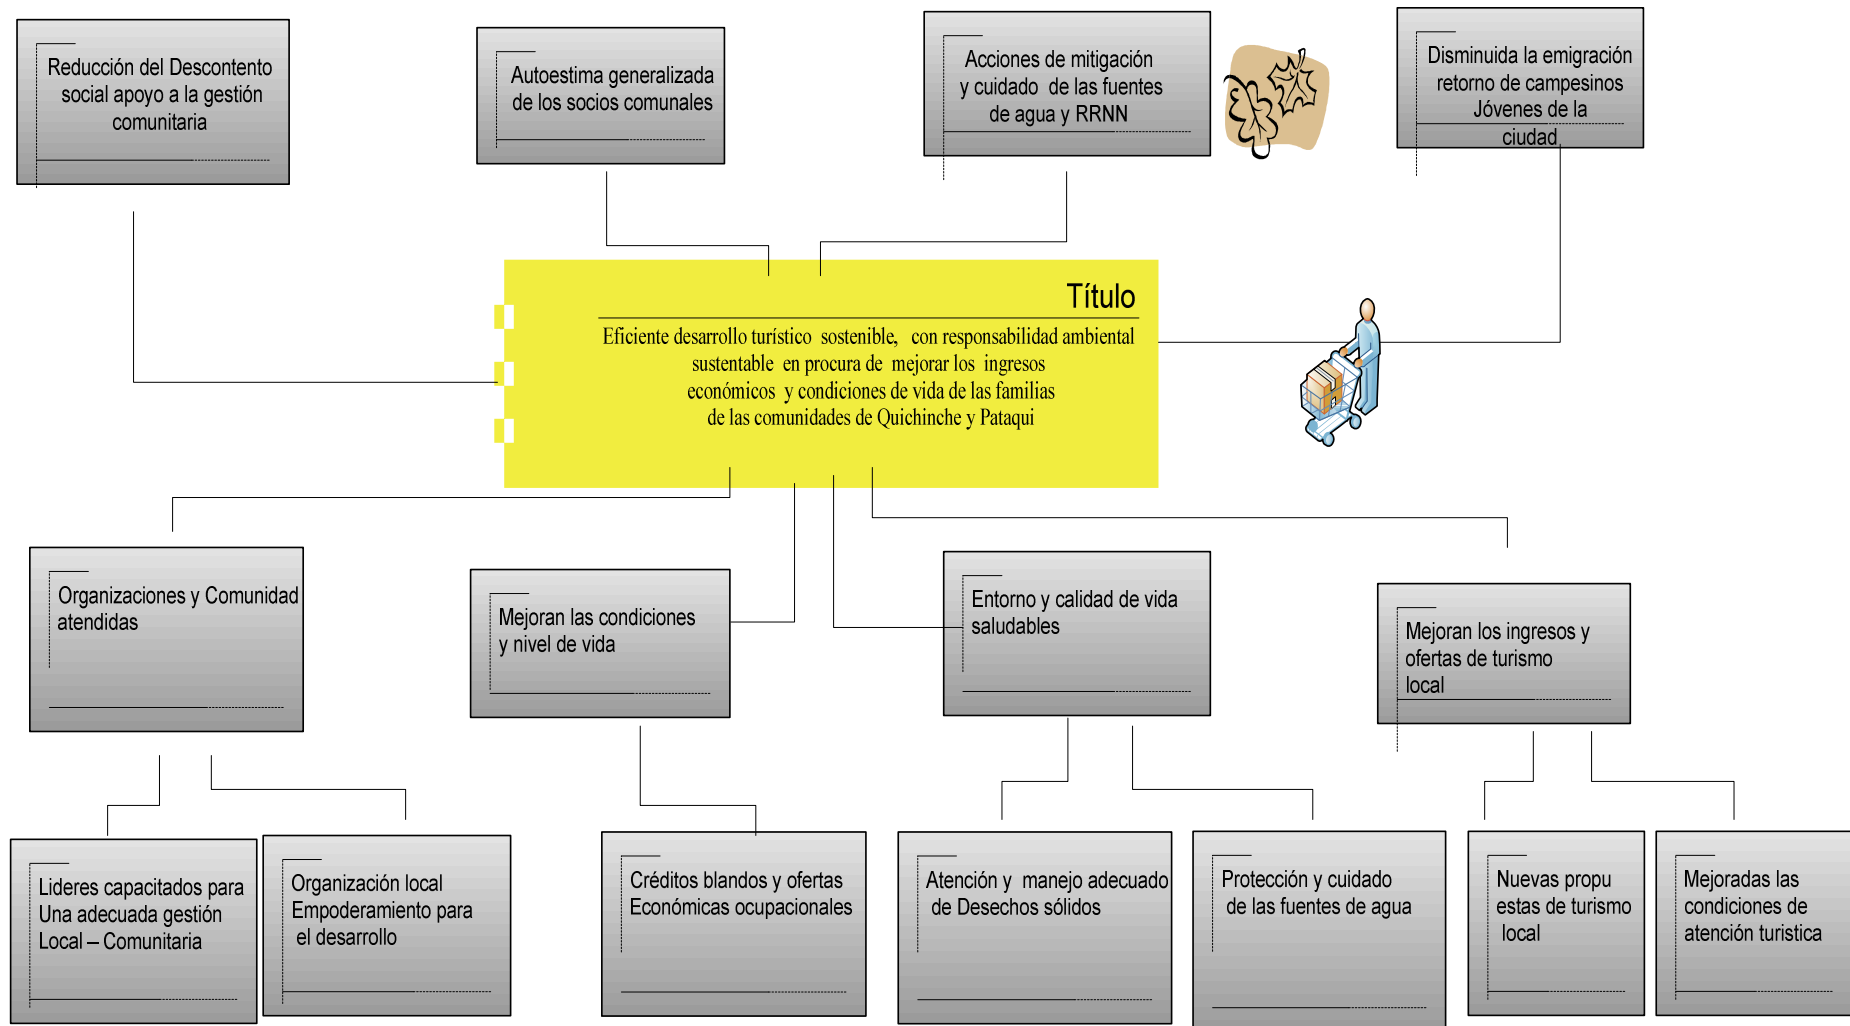 Reducción del Descontento
social apoyo a la gestión
comunitaria
Autoestima generalizada
de los socios comunales
Acciones de mitigación
y cuidado de las fuentes
de agua y RRNN
Disminuida la emigración
retorno de campesinos
Jóvenes de la
ciudad
Título
Eficiente desarrollo turístico sostenible, con responsabilidad ambiental
sustentable en procura de mejorar los ingresos
económicos y condiciones de vida de las familias
de las comunidades de Quichinche y Pataqui
Organizaciones y Comunidad
atendidas
Mejoran las condiciones
y nivel de vida
Entorno y calidad de vida
saludables
Mejoran los ingresos y
ofertas de turismo
local
Lideres capacitados para
Una adecuada gestión
Local – Comunitaria
Organización local
Empoderamiento para
el desarrollo
Créditos blandos y ofertas
Económicas ocupacionales
Atención y manejo adecuado
de Desechos sólidos
Protección y cuidado
de las fuentes de agua
Nuevas propu
estas de turismo
local
Mejoradas las
condiciones de
atención turistica